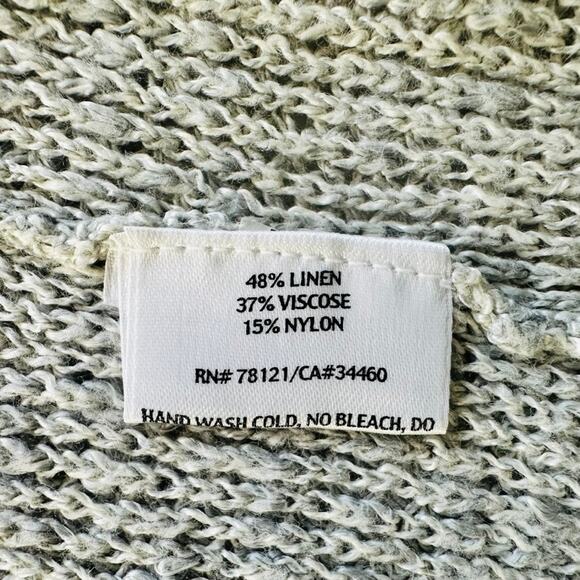 48% LINEN
37% VISCOSE
15% NYLON
RN# 78121/CA#34460
HAND WASH COLD, NO BLEACH, DO